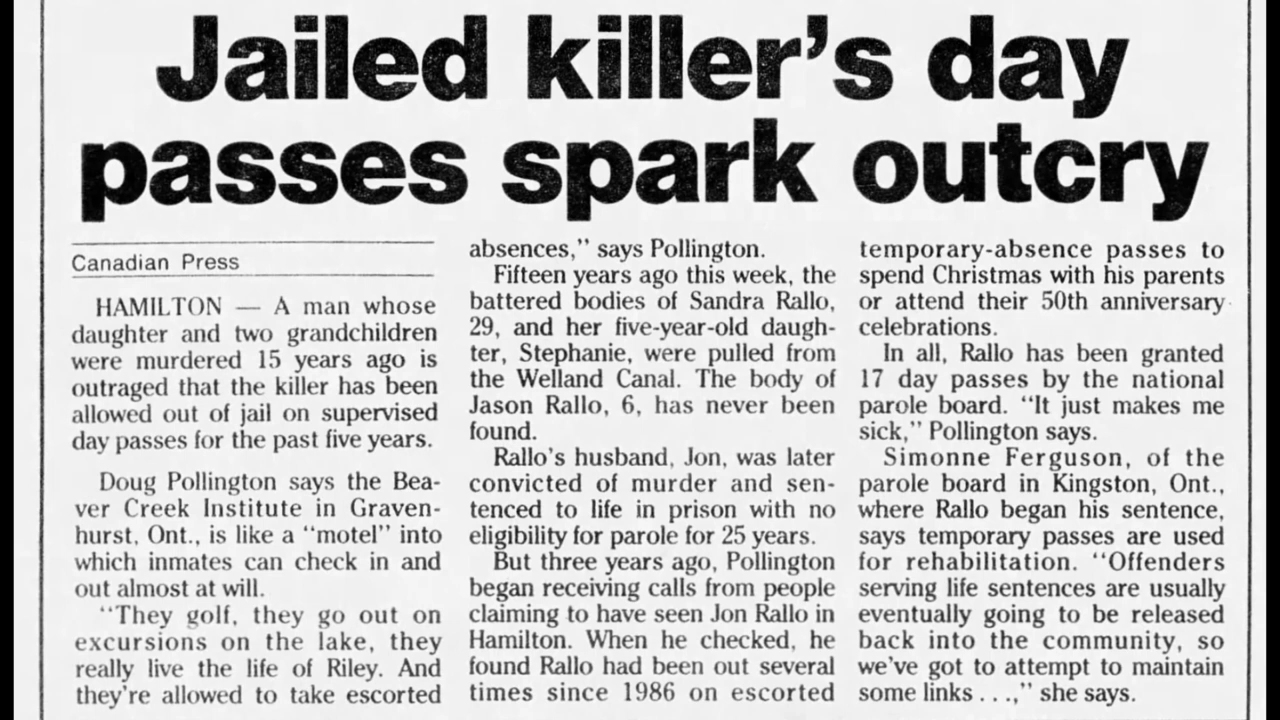 Jailed killer's day
passes spark outcry
Canadian Press
HAMILTON — A man whose
daughter and two grandchildren
were murdered 15 years ago is
outraged that the killer has been
allowed out of jail on supervised
day passes for the past five years.
Doug Pollington says the Bea-
ver Creek Institute in Graven-
hurst, Ont., is like a “motel” into
which inmates can check in and
out almost at will.
“They golf, they go out on
excursions on the lake, they
really live the life of Riley. And
they're allowed to take escorted
absences,” says Pollington.
Fifteen years ago this week, the
battered bodies of Sandra Rallo,
29, and her five-year-old daugh-
ter, Stephanie, were pulled from
the Welland Canal. The body of
Jason Rallo, 6, has never been
found.
Rallo's husband, Jon, was later
convicted of murder and sen-
tenced to life in prison with no
eligibility for parole for 25 years.
But three years ago, Pollington
began receiving calls from people
claiming to have seen Jon Rallo in
Hamilton. When he checked, he
found Rallo had been out several
times since 1986 on escorted
temporary-absence passes to
spend Christmas with his parents
or attend their 50th anniversary
celebrations.
In all, Rallo has been granted
17 day passes by the national
parole board. “It just makes me
sick,” Pollington says.
Simonne Ferguson, of the
parole board in Kingston, Ont.,
where Rallo began his sentence,
says temporary passes are used
for rehabilitation. “Offenders
serving life sentences are usually
eventually going to be released
back into the community, so
we've got to attempt to maintain
some links . . .,” she says.